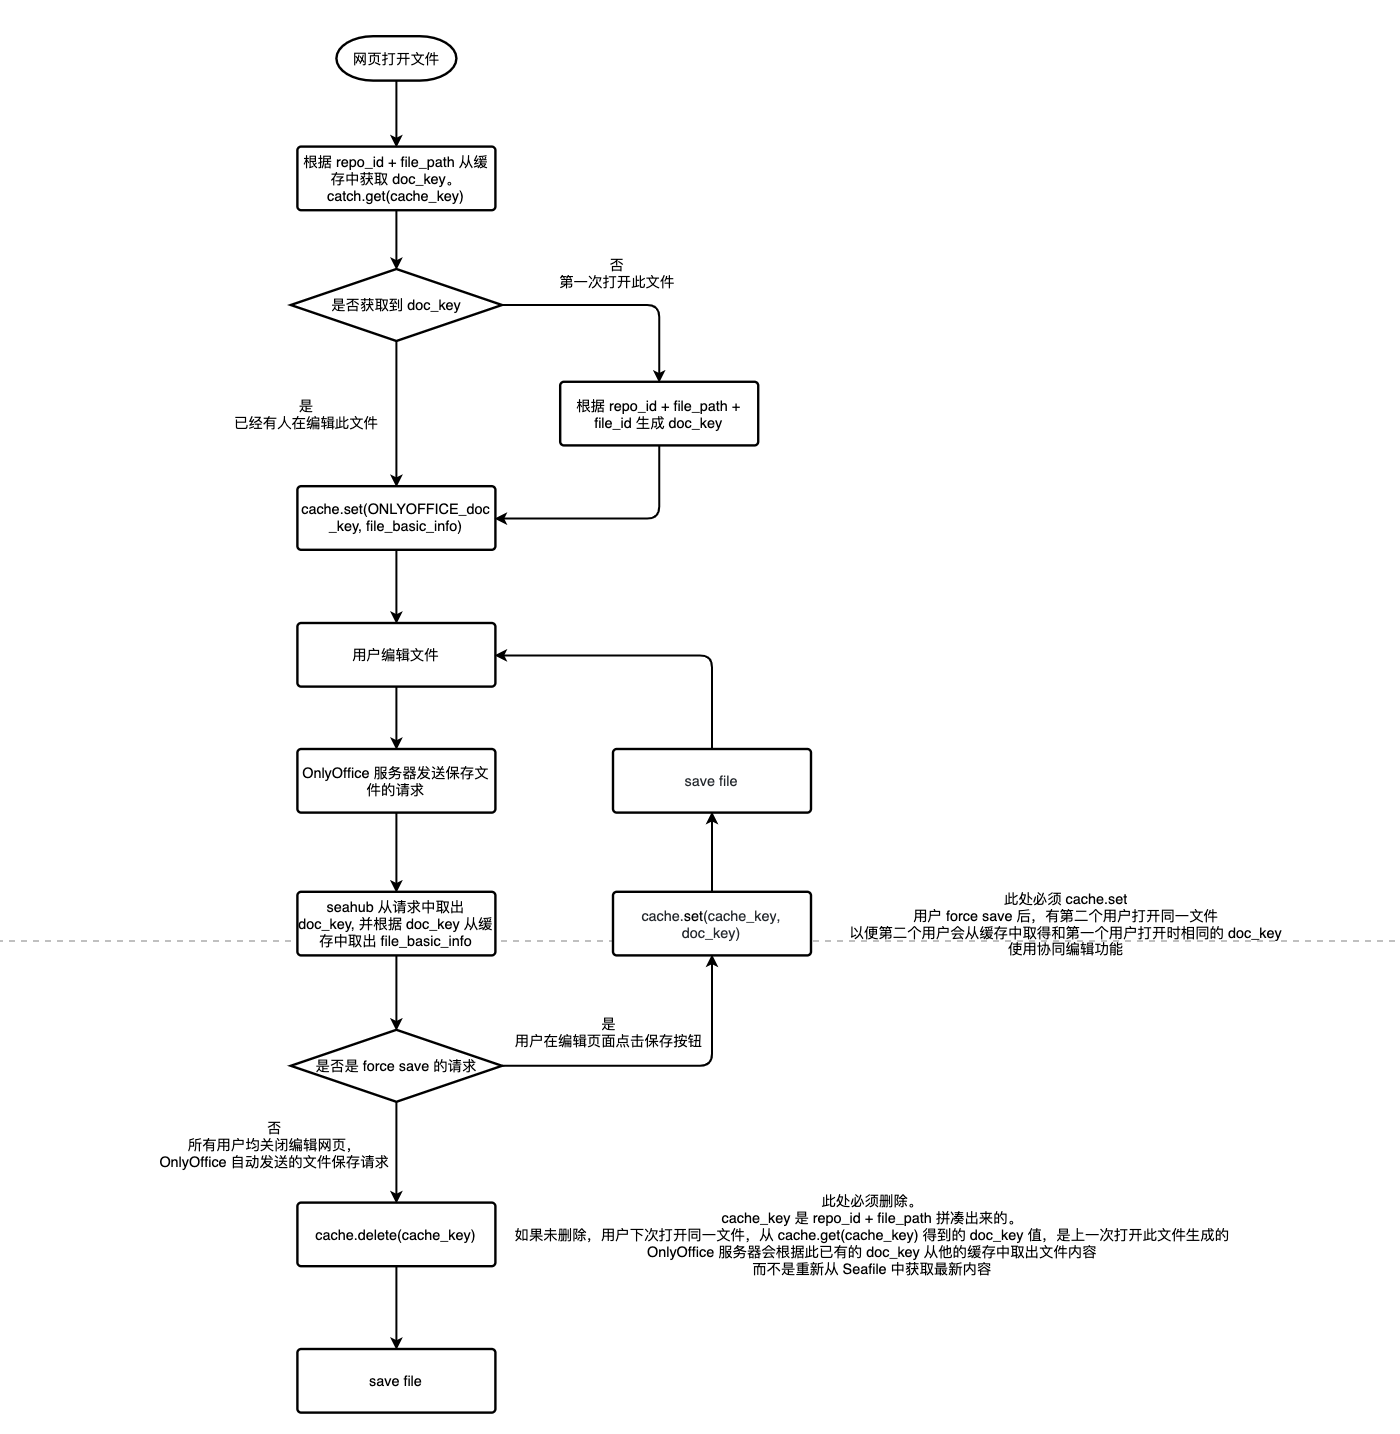 网页打开文件
根据 repo_id + file_path 从缓
存中获取 doc_key。
catch.get(cache_key)
是否获取到 doc_key
否
第一次打开此文件
是
已经有人在编辑此文件
根据 repo_id + file_path +
file_id 生成 doc_key
cache.set(ONLYOFFICE_doc
_key, file_basic_info)
用户编辑文件
OnlyOffice 服务器发送保存文
件的请求
save file
seahub 从请求中取出
doc_key, 并根据 doc_key 从缓
存中取出 file_basic_info
cache.set(cache_key,
doc_key)
此处必须 cache.set
用户 force save 后，有第二个用户打开同一文件
以便第二个用户会从缓存中取得和第一个用户打开时相同的 doc_key
使用协同编辑功能
是否是 force save 的请求
是
用户在编辑页面点击保存按钮
否
所有用户均关闭编辑网页，
OnlyOffice 自动发送的文件保存请求
cache.delete(cache_key)
此处必须删除。
cache_key 是 repo_id + file_path 拼凑出来的。
如果未删除，用户下次打开同一文件，从 cache.get(cache_key) 得到的 doc_key 值，是上一次打开此文件生成的
OnlyOffice 服务器会根据此已有的 doc_key 从他的缓存中取出文件内容
而不是重新从 Seafile 中获取最新内容
save file